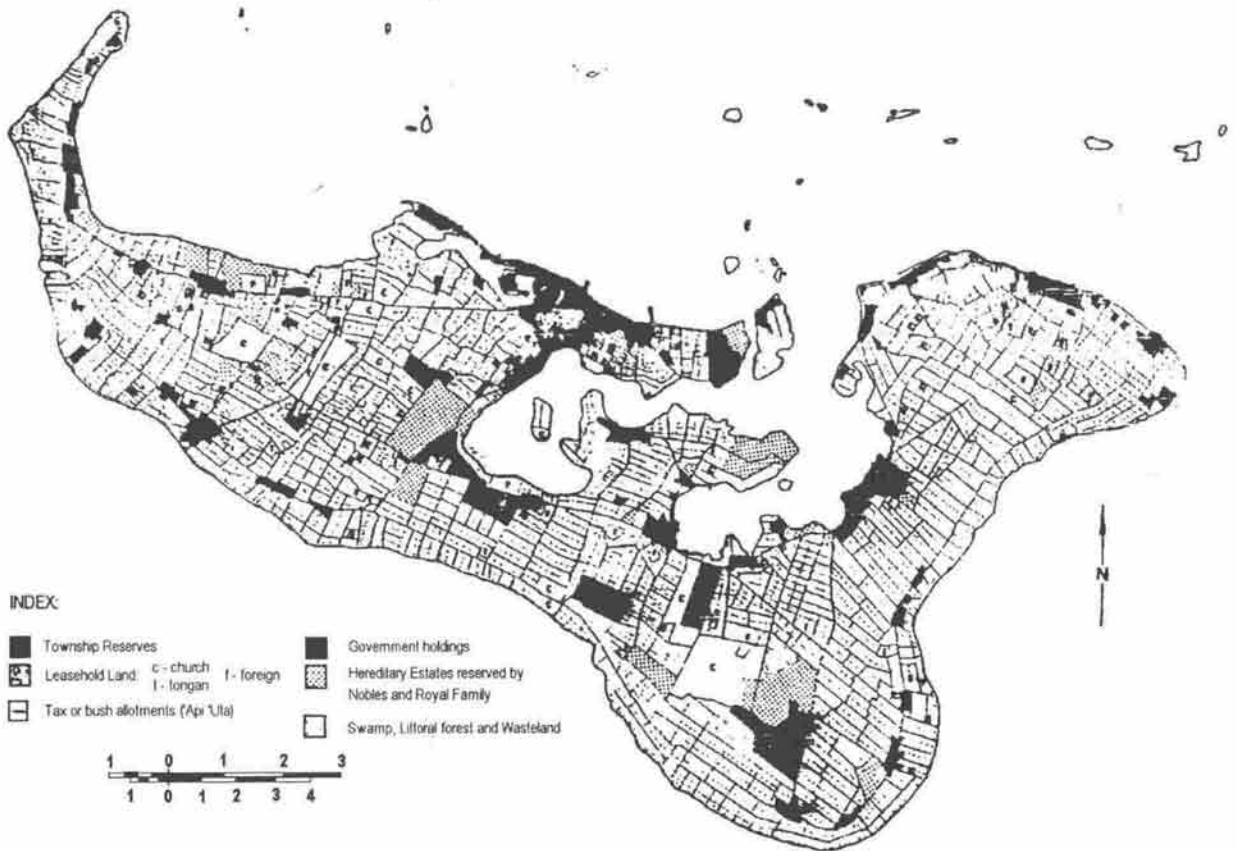 N
INDEX:
Township Reserves
Leasehold Land: c - church f - foreign
t - tongan
Tax or bush allotments ('Api 'Uta)
Government holdings
Hereditary Estates reserved by
Nobles and Royal Family
Swamp, Littoral forest and Wasteland
1 0 1 2 3
1 0 1 2 3 4